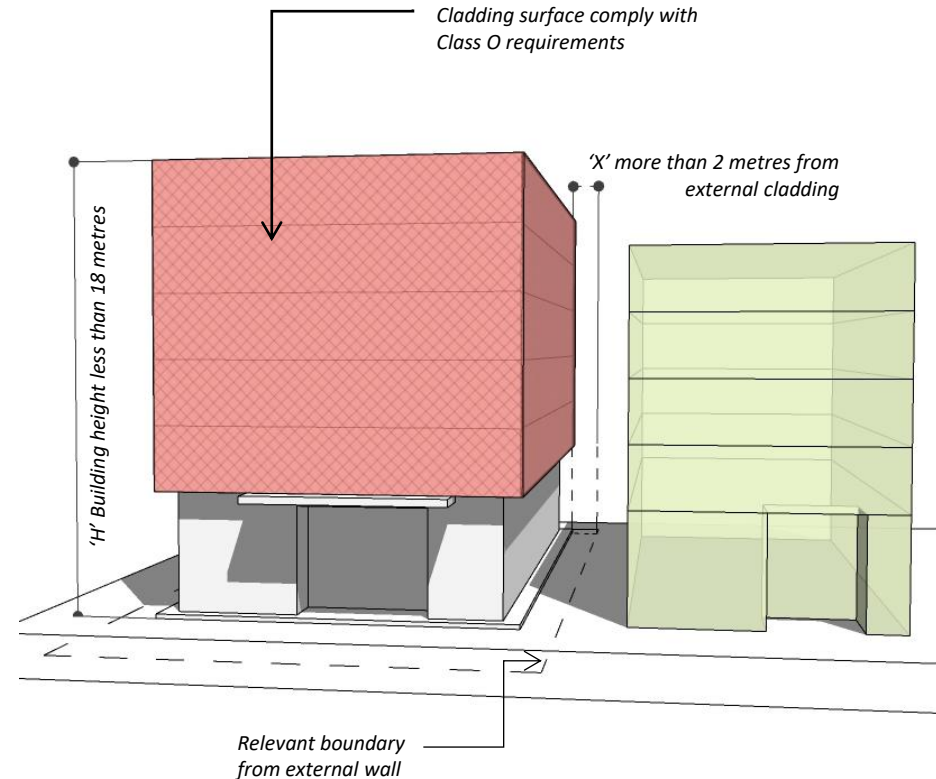 Cladding surface comply with
Class O requirements
‘X’ more than 2 metres from
external cladding
‘H’ Building height less than 18 metres
Relevant boundary
from external wall